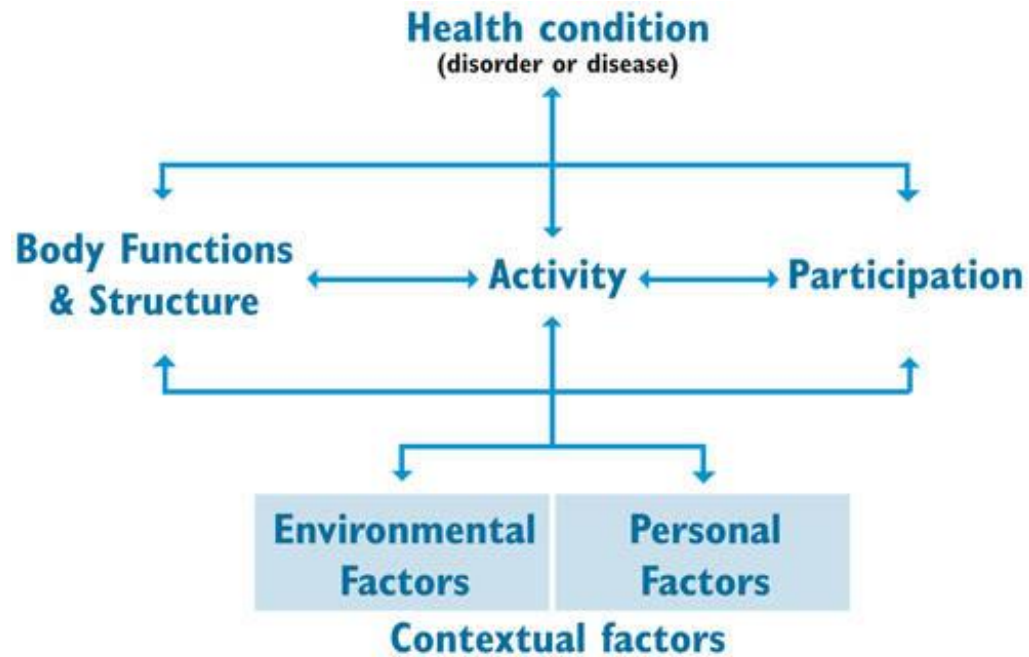 Health condition
(disorder or disease)
Body Functions
& Structure
Activity
Participation
Environmental
Factors
Personal
Factors
Contextual factors